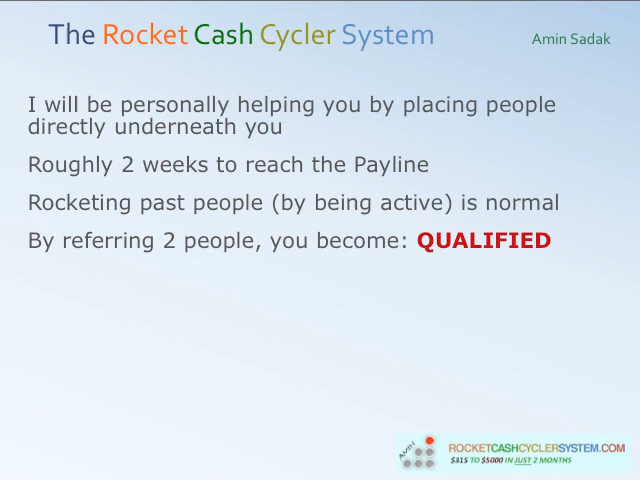 The Rocket Cash Cycler System
Amin Sadak
I will be personally helping you by placing people
directly underneath you
Roughly 2 weeks to reach the Payline
Rocketing past people (by being active) is normal
By referring 2 people, you become: QUALIFIED
AMIN
ROCKETCASHCYCLERSYSTEM.COM
$315 TO $5000 IN JUST 2 MONTHS